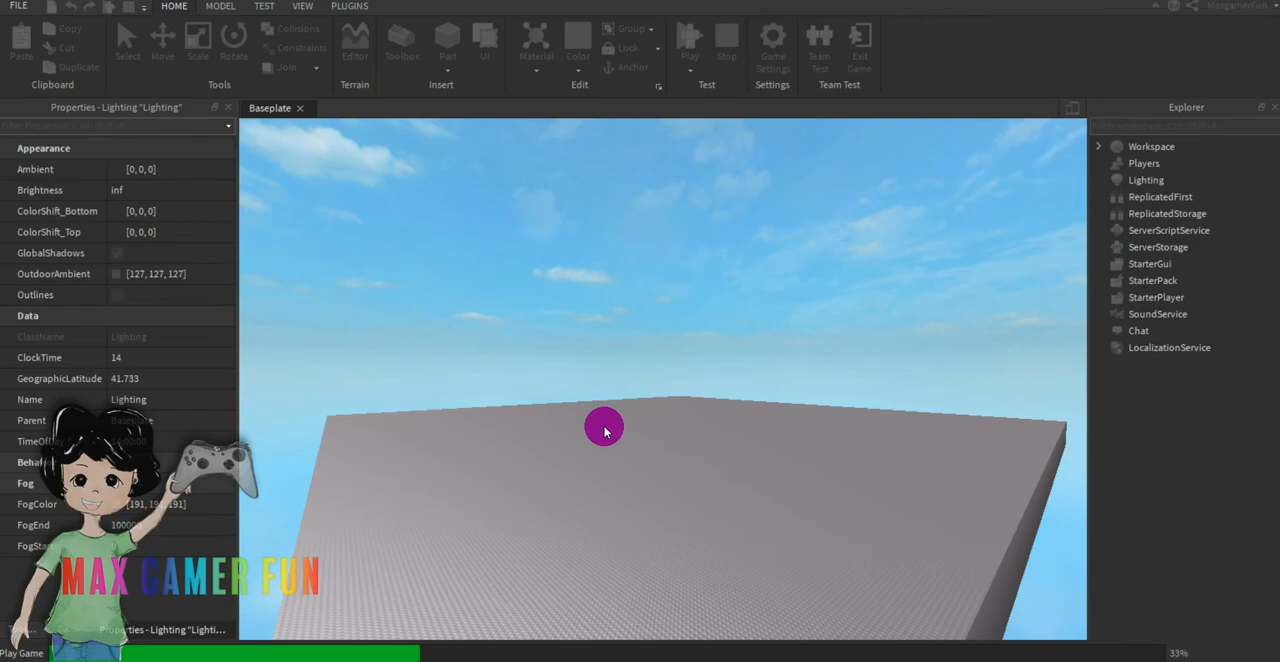 FILE HOME MODEL TEST VIEW PLUGINS MaxgamerFun
Paste Copy Cut Duplicate Select Move Scale Rotate Collisions Constraints Join Editor Toolbox Part UI Material Color Group Lock Anchor Play Stop Game Settings Team Test Exit Game
Clipboard Tools Terrain Insert Edit Test Settings Team Test
Properties - Lighting "Lighting"
Appearance
Ambient [0,0,0]
Brightness inf
ColorShift_Bottom [0,0,0]
ColorShift_Top [0,0,0]
GlobalShadows
OutdoorAmbient [127,127,127]
Outlines
Data
ClassName Lighting
ClockTime 14
GeographicLatitude 41.733
Name Lighting
Parent Baseplate
Fog
FogColor [191,191,191]
FogEnd
MAX GAMER FUN
Properties - Lighting "Lighti...
Play Game 33%
Baseplate
Explorer
Workspace
Players
Lighting
ReplicatedFirst
ReplicatedStorage
ServerScriptService
ServerStorage
StarterGui
StarterPack
StarterPlayer
SoundService
Chat
LocalizationService